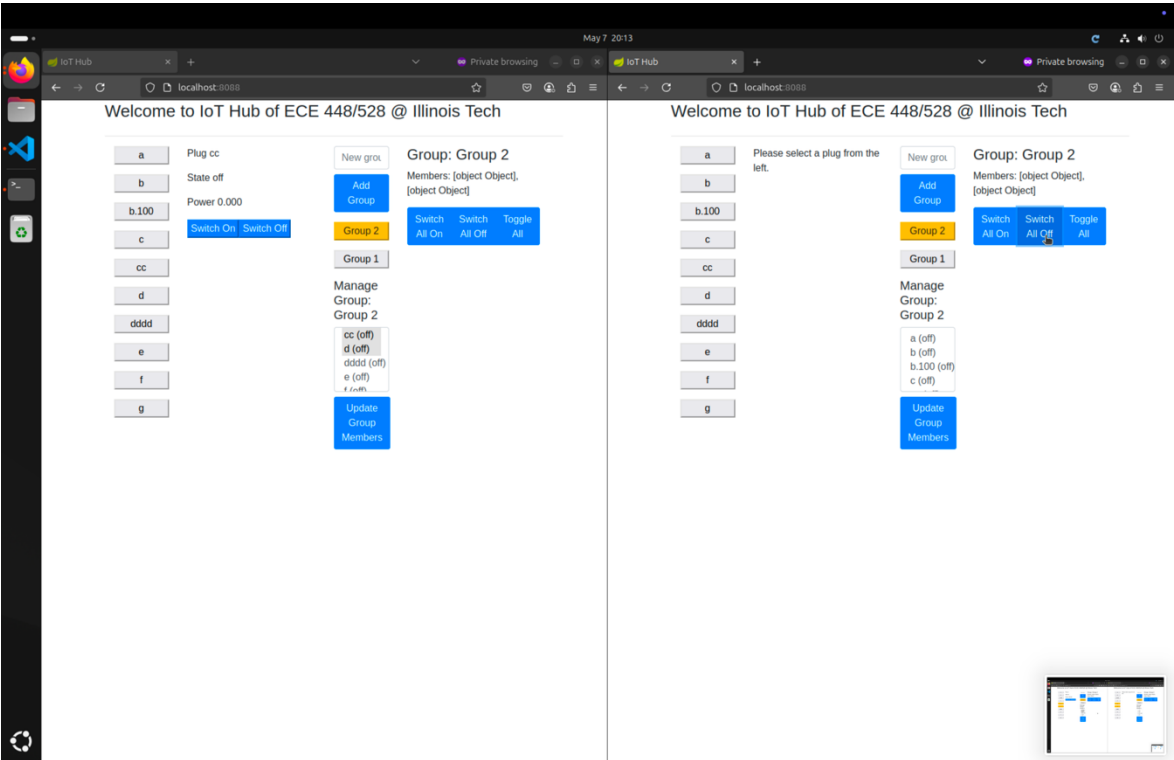 May 7 20:13
IoT Hub
Private browsing
localhost:8088
Welcome to IoT Hub of ECE 448/528 @ Illinois Tech
a
b
b.100
c
cc
d
dddd
e
f
g
Plug cc
State off
Power 0.000
Switch On Switch Off
New grou
Add
Group
Group 2
Group 1
Manage
Group:
Group 2
cc (off)
d (off)
dddd (off)
e (off)
f (off)
Update
Group
Members
Group: Group 2
Members: [object Object],
[object Object]
Switch
All On
Switch
All Off
Toggle
All
IoT Hub
Private browsing
localhost:8088
Welcome to IoT Hub of ECE 448/528 @ Illinois Tech
a
b
b.100
c
cc
d
dddd
e
f
g
Please select a plug from the
left.
New grou
Add
Group
Group 2
Group 1
Manage
Group:
Group 2
a (off)
b (off)
b.100 (off)
c (off)
Update
Group
Members
Group: Group 2
Members: [object Object],
[object Object]
Switch
All On
Switch
All Off
Toggle
All